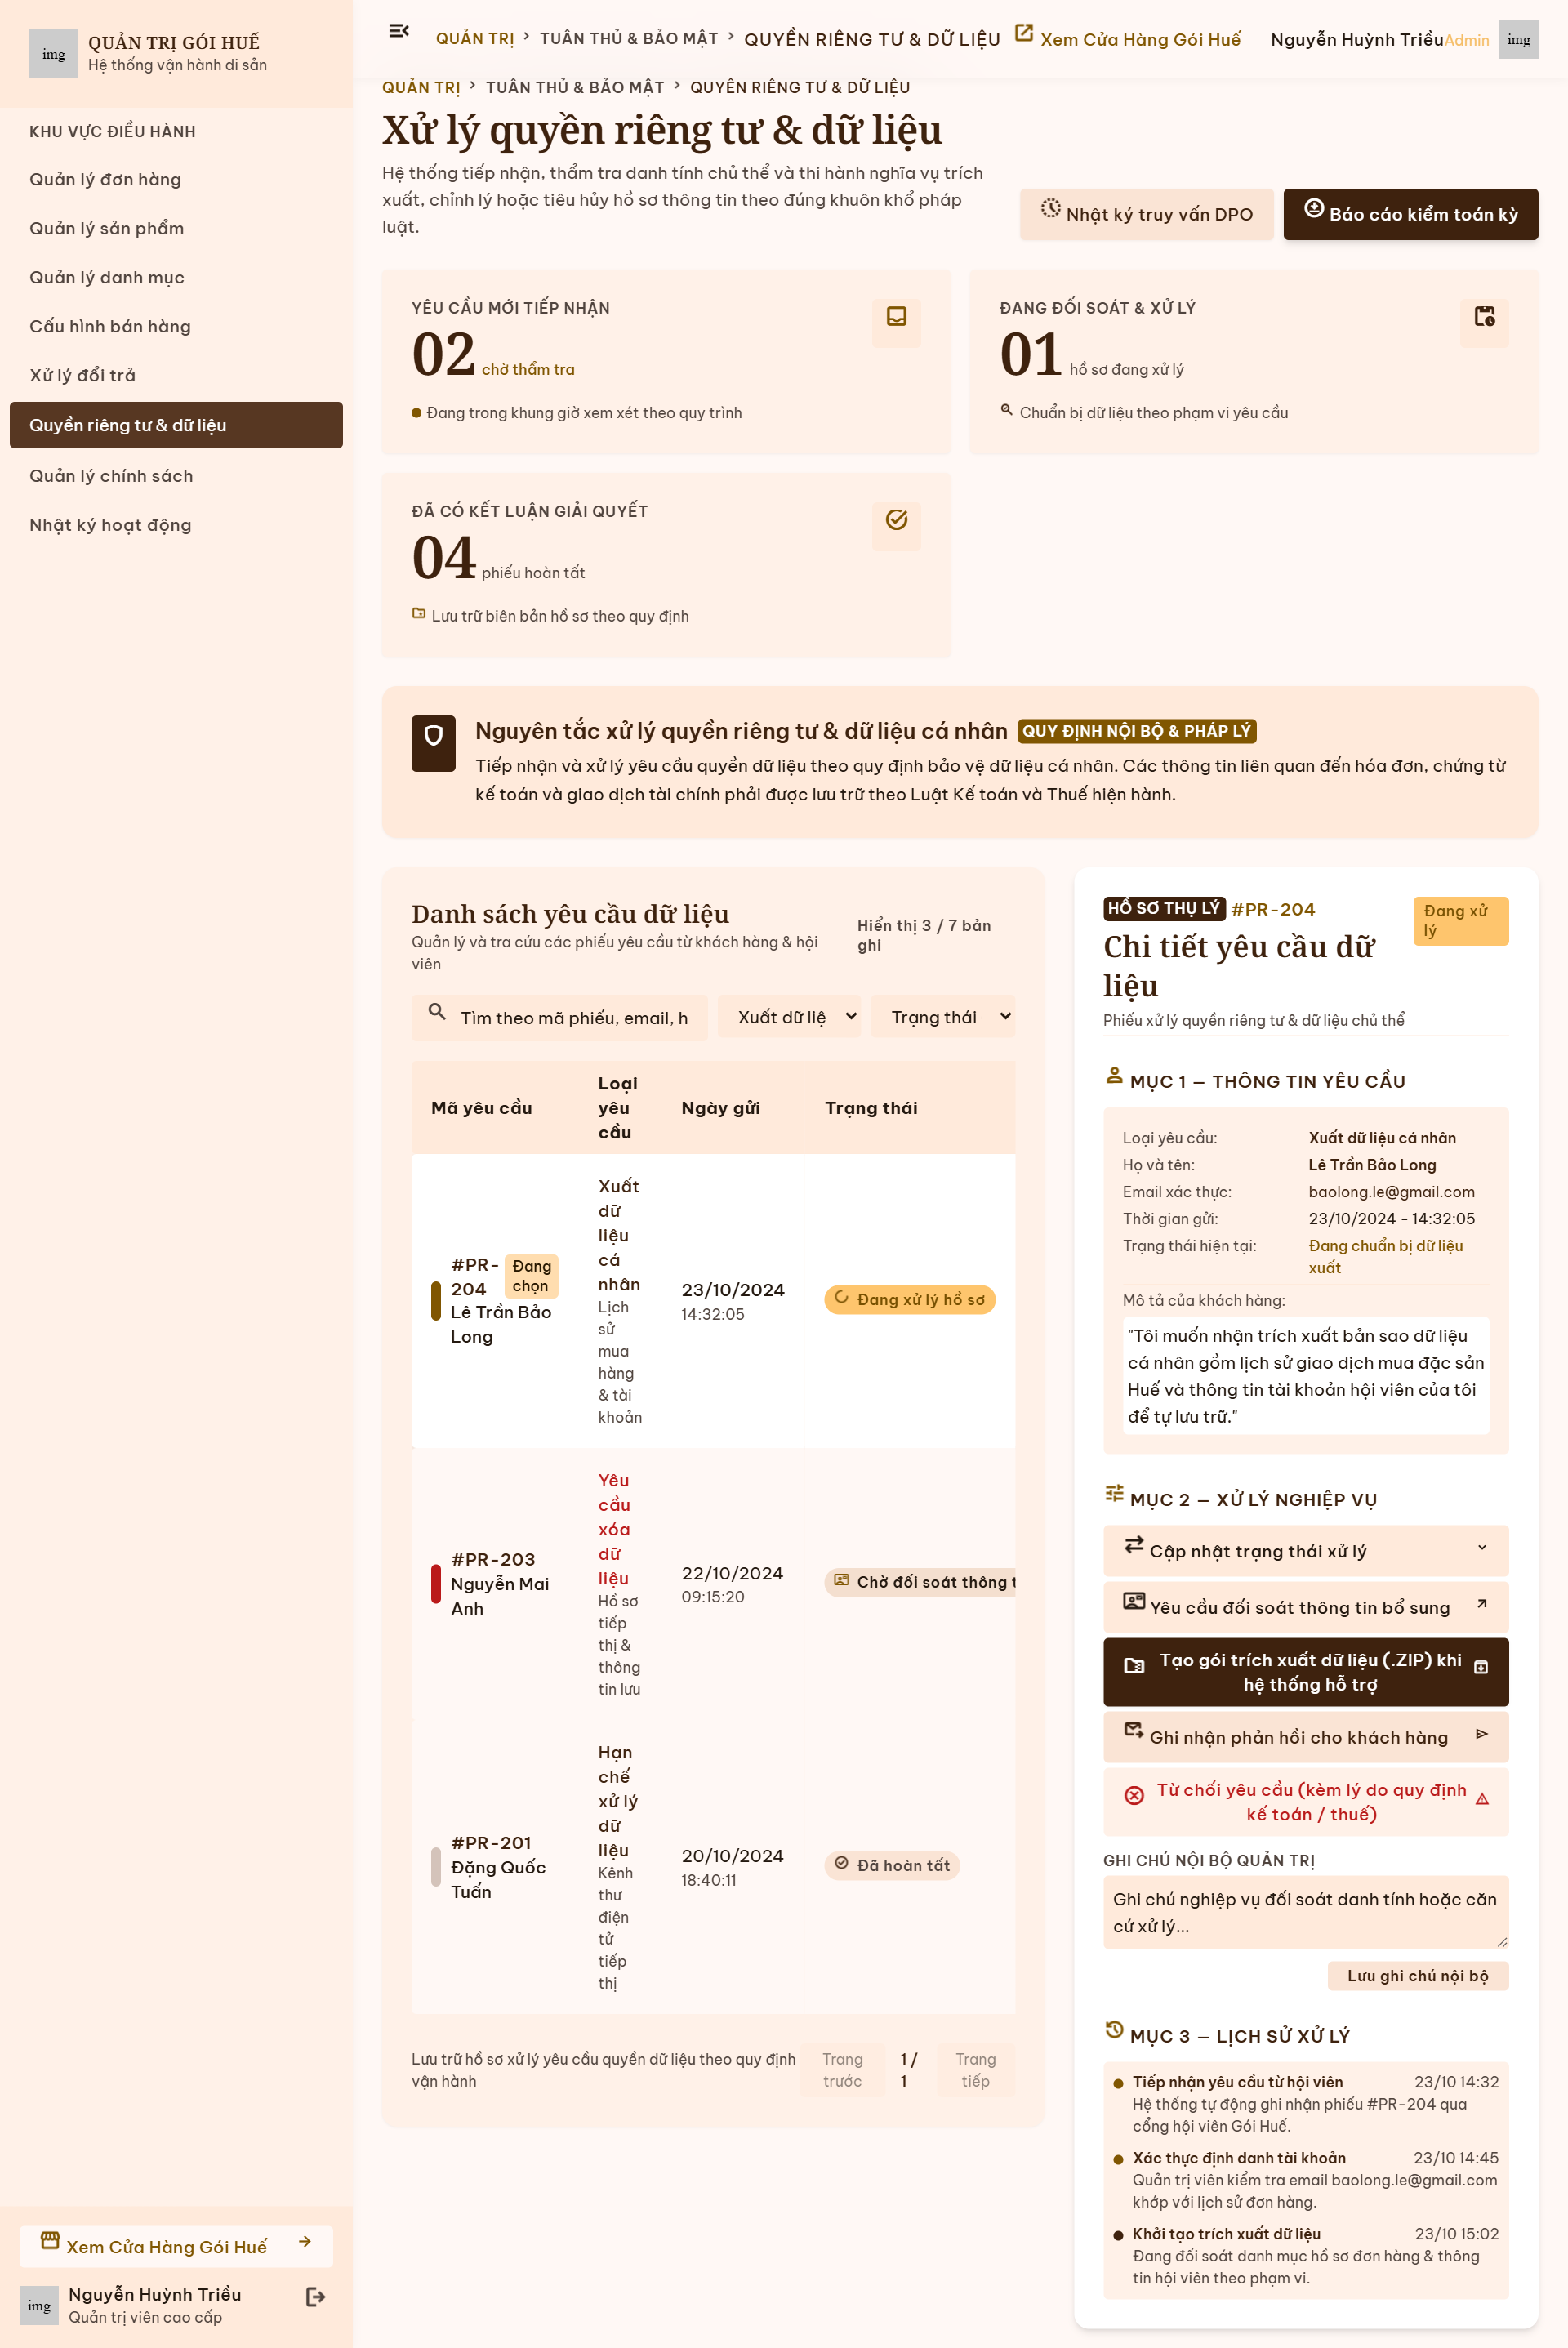 img
QUẢN TRỊ GÓI HUẾ
Hệ thống vận hành di sản
KHU VỰC ĐIỀU HÀNH
Quản lý đơn hàng
Quản lý sản phẩm
Quản lý danh mục
Cấu hình bán hàng
Xử lý đổi trả
Quyền riêng tư & dữ liệu
Quản lý chính sách
Nhật ký hoạt động
Xem Cửa Hàng Gói Huế
img
Nguyễn Huỳnh Triều
Quản trị viên cao cấp
QUẢN TRỊ › TUÂN THỦ & BẢO MẬT › QUYỀN RIÊNG TƯ & DỮ LIỆU
Xem Cửa Hàng Gói Huế
Nguyễn Huỳnh Triều Admin
img
QUẢN TRỊ › TUÂN THỦ & BẢO MẬT › QUYỀN RIÊNG TƯ & DỮ LIỆU
Xử lý quyền riêng tư & dữ liệu
Hệ thống tiếp nhận, thẩm tra danh tính chủ thể và thi hành nghĩa vụ trích
xuất, chỉnh lý hoặc tiêu hủy hồ sơ thông tin theo đúng khuôn khổ pháp
luật.
Nhật ký truy vấn DPO
Báo cáo kiểm toán kỳ
YÊU CẦU MỚI TIẾP NHẬN
02 chờ thẩm tra
Đang trong khung giờ xem xét theo quy trình
ĐANG ĐỐI SOÁT & XỬ LÝ
01 hồ sơ đang xử lý
Chuẩn bị dữ liệu theo phạm vi yêu cầu
ĐÃ CÓ KẾT LUẬN GIẢI QUYẾT
04 phiếu hoàn tất
Lưu trữ biên bản hồ sơ theo quy định
Nguyên tắc xử lý quyền riêng tư & dữ liệu cá nhân QUY ĐỊNH NỘI BỘ & PHÁP LÝ
Tiếp nhận và xử lý yêu cầu quyền dữ liệu theo quy định bảo vệ dữ liệu cá nhân. Các thông tin liên quan đến hóa đơn, chứng từ
kế toán và giao dịch tài chính phải được lưu trữ theo Luật Kế toán và Thuế hiện hành.
Danh sách yêu cầu dữ liệu
Quản lý và tra cứu các phiếu yêu cầu từ khách hàng & hội
viên
Hiển thị 3 / 7 bản
ghi
Tìm theo mã phiếu, email, h
Xuất dữ liệ
Trạng thái
Mã yêu cầu
Loại
yêu
cầu
Ngày gửi
Trạng thái
#PR-
204
Đang
chọn
Lê Trần Bảo
Long
Xuất
dữ
liệu
cá
nhân
Lịch
sử
mua
hàng
& tài
khoản
23/10/2024
14:32:05
Đang xử lý hồ sơ
#PR-203
Nguyễn Mai
Anh
Yêu
cầu
xóa
dữ
liệu
Hồ sơ
tiếp
thị &
thông
tin lưu
22/10/2024
09:15:20
Chờ đối soát thông t
#PR-201
Đặng Quốc
Tuấn
Hạn
chế
xử lý
dữ
liệu
Kênh
thư
điện
tử
tiếp
thị
20/10/2024
18:40:11
Đã hoàn tất
Lưu trữ hồ sơ xử lý yêu cầu quyền dữ liệu theo quy định
vận hành
Trang
trước
1 /
1
Trang
tiếp
HỒ SƠ THỤ LÝ #PR-204
Đang xử
lý
Chi tiết yêu cầu dữ
liệu
Phiếu xử lý quyền riêng tư & dữ liệu chủ thể
MỤC 1 — THÔNG TIN YÊU CẦU
Loại yêu cầu: Xuất dữ liệu cá nhân
Họ và tên: Lê Trần Bảo Long
Email xác thực: baolong.le@gmail.com
Thời gian gửi: 23/10/2024 - 14:32:05
Trạng thái hiện tại: Đang chuẩn bị dữ liệu
xuất
Mô tả của khách hàng:
"Tôi muốn nhận trích xuất bản sao dữ liệu
cá nhân gồm lịch sử giao dịch mua đặc sản
Huế và thông tin tài khoản hội viên của tôi
để tự lưu trữ."
MỤC 2 — XỬ LÝ NGHIỆP VỤ
Cập nhật trạng thái xử lý
Yêu cầu đối soát thông tin bổ sung
Tạo gói trích xuất dữ liệu (.ZIP) khi
hệ thống hỗ trợ
Ghi nhận phản hồi cho khách hàng
Từ chối yêu cầu (kèm lý do quy định
kế toán / thuế)
GHI CHÚ NỘI BỘ QUẢN TRỊ
Ghi chú nghiệp vụ đối soát danh tính hoặc căn
cứ xử lý...
Lưu ghi chú nội bộ
MỤC 3 — LỊCH SỬ XỬ LÝ
Tiếp nhận yêu cầu từ hội viên 23/10 14:32
Hệ thống tự động ghi nhận phiếu #PR-204 qua
cổng hội viên Gói Huế.
Xác thực định danh tài khoản 23/10 14:45
Quản trị viên kiểm tra email baolong.le@gmail.com
khớp với lịch sử đơn hàng.
Khởi tạo trích xuất dữ liệu 23/10 15:02
Đang đối soát danh mục hồ sơ đơn hàng & thông
tin hội viên theo phạm vi.